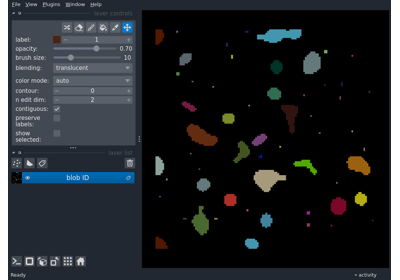 File View Plugins Window Help
layer controls
label: 1
opacity: 0.70
brush size: 10
blending: translucent
color mode: auto
contour: 0
n edit dim: 2
contiguous:
preserve
labels:
show
selected:
layer list
blob ID
Ready
activity